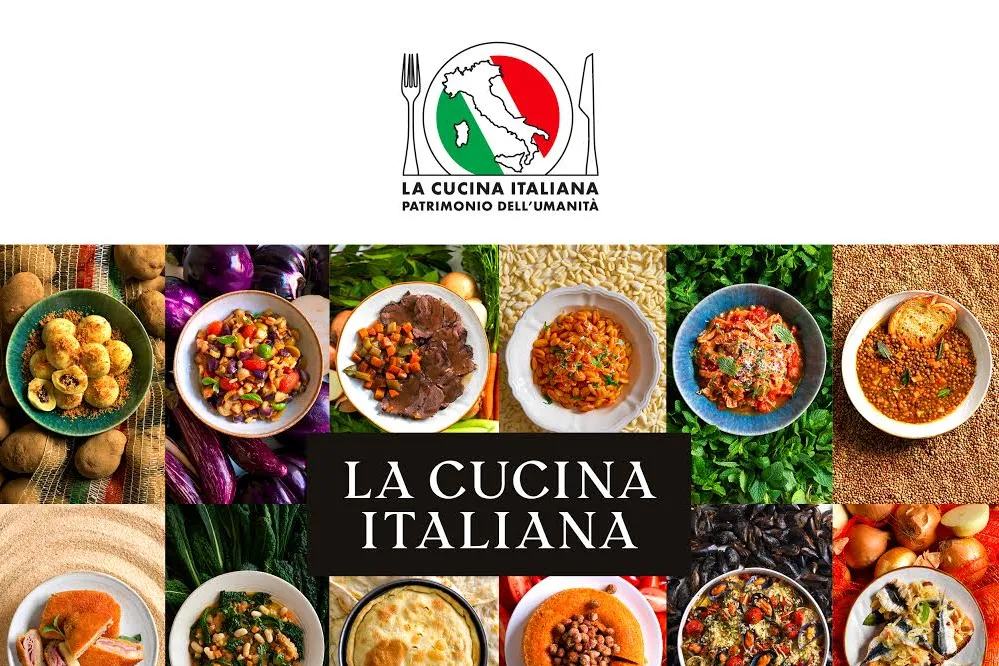 LA CUCINA ITALIANA
PATRIMONIO DELL'UMANITÀ
LA CUCINA
ITALIANA